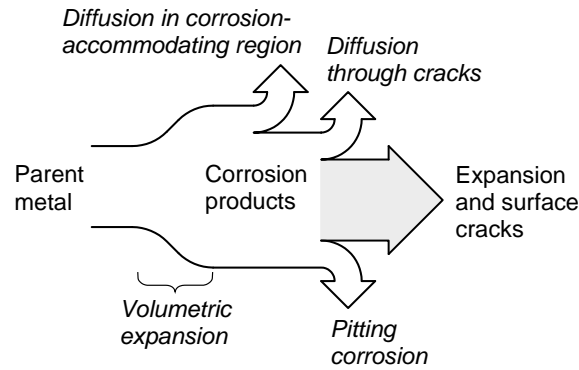 Diffusion in corrosion-
accommodating region
Diffusion
through cracks
Parent
metal
Corrosion
products
Expansion
and surface
cracks
Volumetric
expansion
Pitting
corrosion